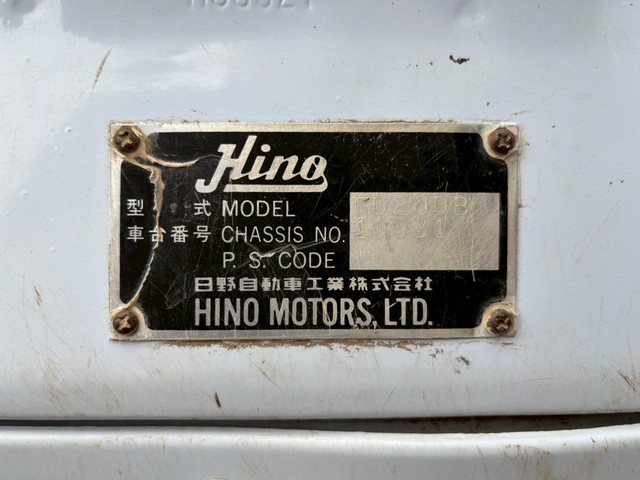 Hino
型 式 MODEL
車台番号 CHASSIS NO.
P. S. CODE
日野自動車工業株式会社
HINO MOTORS, LTD.